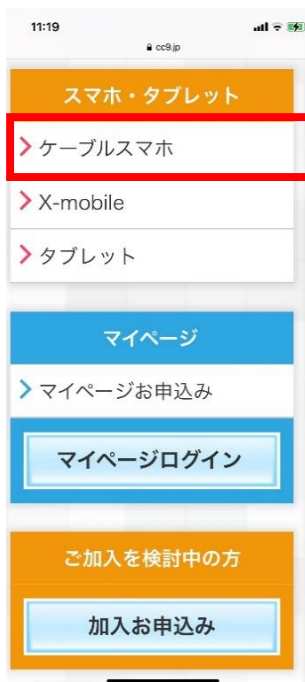 11:19
cc9.jp
スマホ・タブレット
ケーブルスマホ
X-mobile
タブレット
マイページ
マイページお申込み
マイページログイン
ご加入を検討中の方
加入お申込み